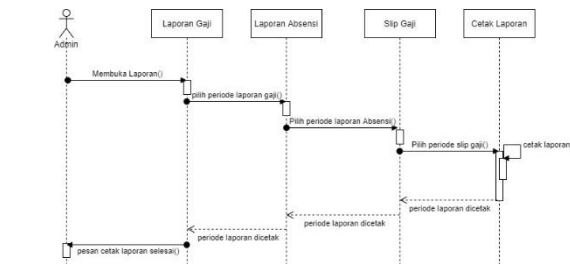 Laporan Gaji
Laporan Absensi
Slip Gaji
Cetak Laporan
Admin
Membuka Laporan()
pilih periode laporan gaji()
Pilih periode laporan Absensi()
Pilih periode slip gaji()
cetak laporan
periode laporan dicetak
periode laporan dicetak
periode laporan dicetak
pesan cetak laporan selesai()